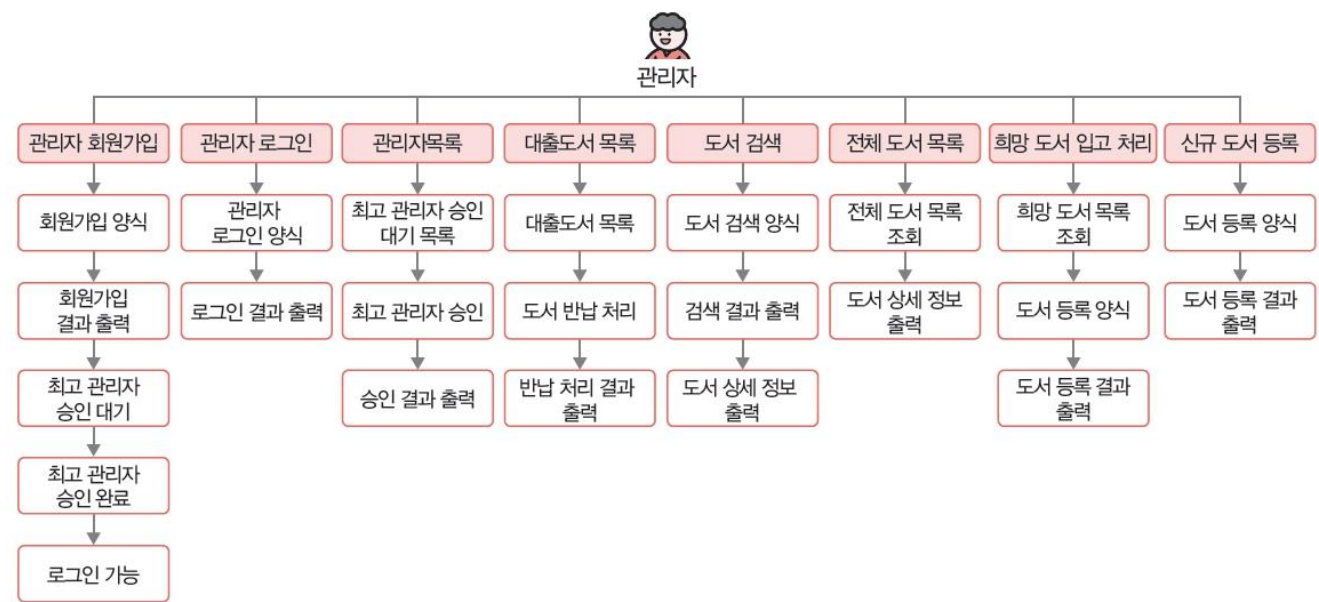 관리자
관리자 회원가입
회원가입 양식
회원가입
결과 출력
최고 관리자
승인 대기
최고 관리자
승인 완료
로그인 가능
관리자 로그인
관리자
로그인 양식
로그인 결과 출력
관리자목록
최고 관리자 승인
대기 목록
최고 관리자 승인
승인 결과 출력
대출도서 목록
대출도서 목록
도서 반납 처리
반납 처리 결과
출력
도서 검색
도서 검색 양식
검색 결과 출력
도서 상세 정보
출력
전체 도서 목록
전체 도서 목록
조회
도서 상세 정보
출력
희망 도서 입고 처리
희망 도서 목록
조회
도서 등록 양식
도서 등록 결과
출력
신규 도서 등록
도서 등록 양식
도서 등록 결과
출력